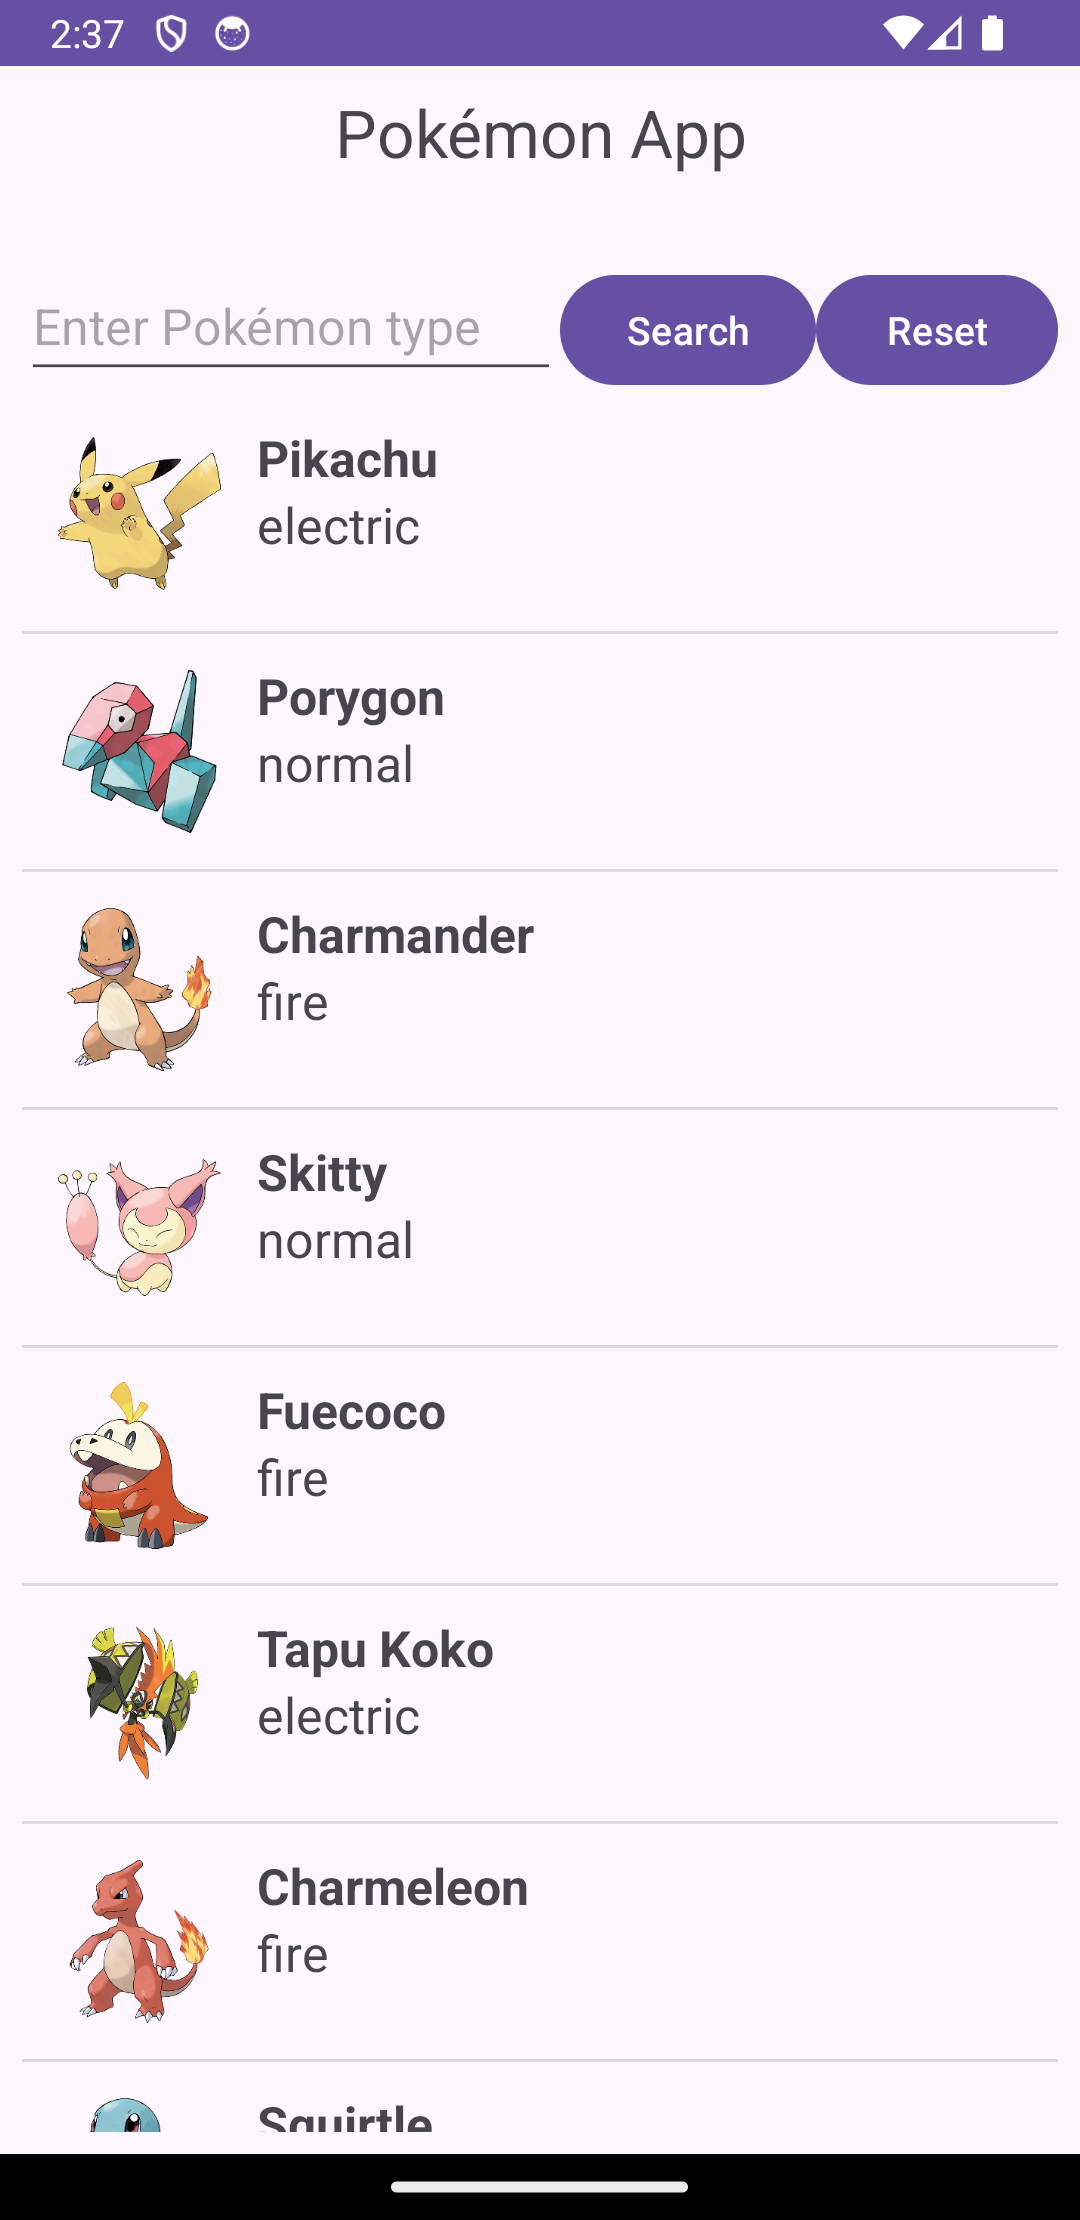 2:37
Pokémon App
Enter Pokémon type
Search
Reset
Pikachu
electric
Porygon
normal
Charmander
fire
Skitty
normal
Fuecoco
fire
Tapu Koko
electric
Charmeleon
fire
Squirtle